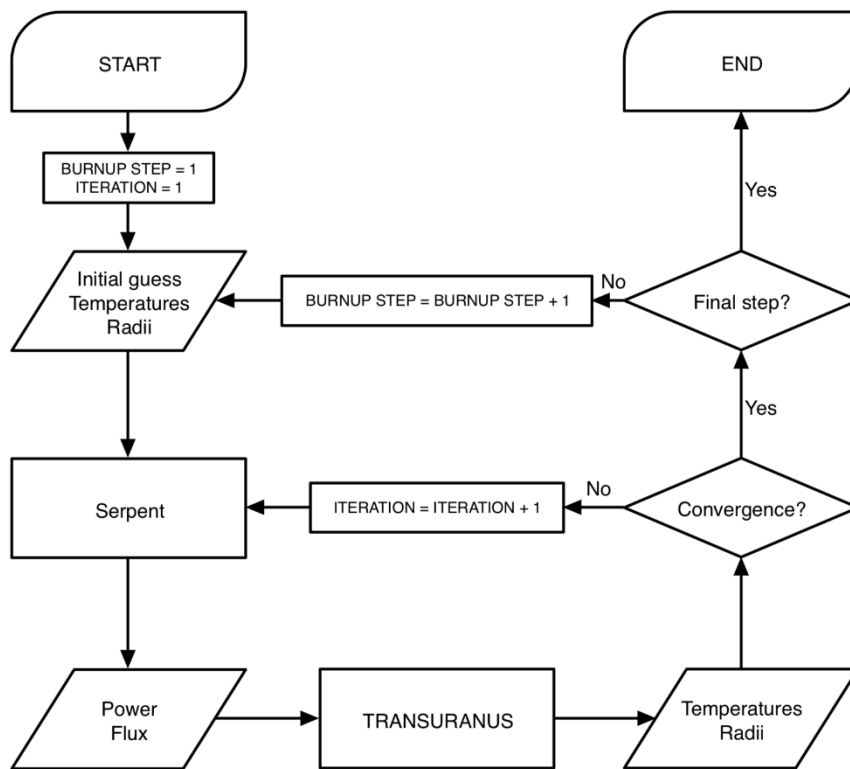 START
END
BURNUP STEP = 1
ITERATION = 1
Yes
Initial guess
Temperatures
Radii
BURNUP STEP = BURNUP STEP + 1
No
Final step?
Yes
Serpent
ITERATION = ITERATION + 1
No
Convergence?
Power
Flux
TRANSURANUS
Temperatures
Radii